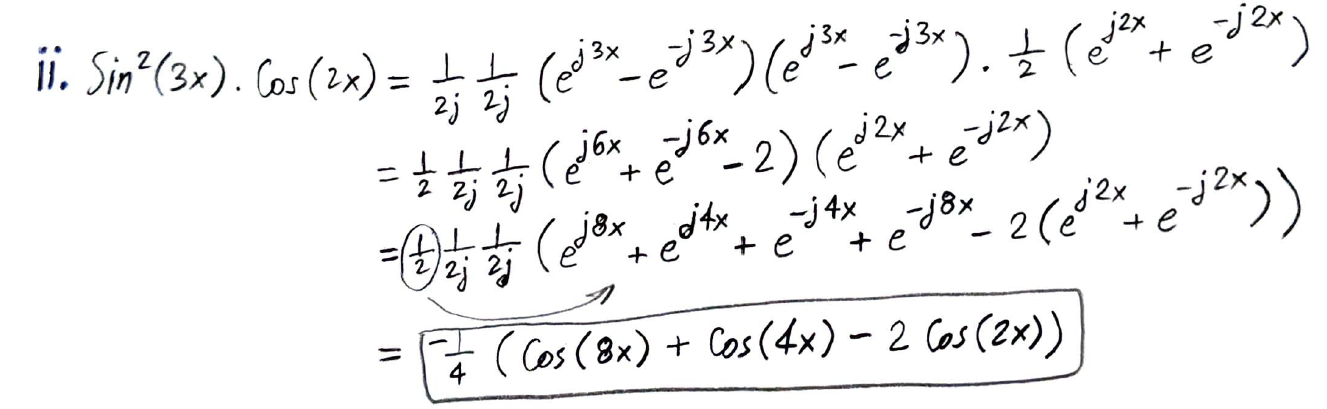 ii. Sin²(3x). Cos(2x) = 1/2j 1/2j (e^j3x - e^-j3x)(e^j3x - e^-j3x). 1/2 (e^j2x + e^-j2x)
= 1/2 1/2j 1/2j (e^j6x + e^-j6x - 2) (e^j2x + e^-j2x)
= 1/2 1/2j 1/2j (e^j8x + e^j4x + e^-j4x + e^-j8x - 2(e^j2x + e^-j2x))
= -1/4 (Cos(8x) + Cos(4x) - 2 Cos(2x))